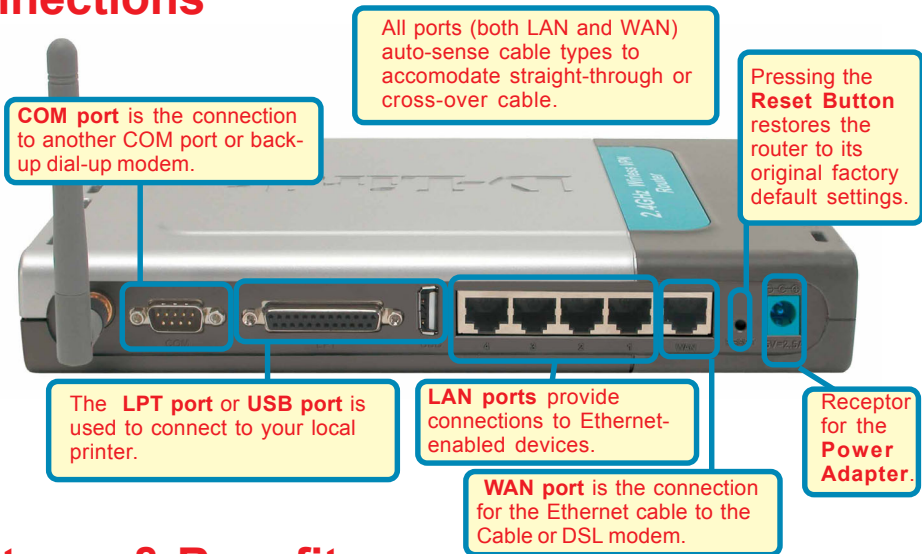 All ports (both LAN and WAN)
auto-sense cable types to
accomodate straight-through or
cross-over cable.
Pressing the
Reset Button
restores the
router to its
original factory
default settings.
COM port is the connection
to another COM port or back-
up dial-up modem.
2.4GHz Wireless VPN
Router
COM
The LPT port or USB port is
used to connect to your local
printer.
LAN ports provide
connections to Ethernet-
enabled devices.
WAN port is the connection
for the Ethernet cable to the
Cable or DSL modem.
Receptor
for the
Power
Adapter.